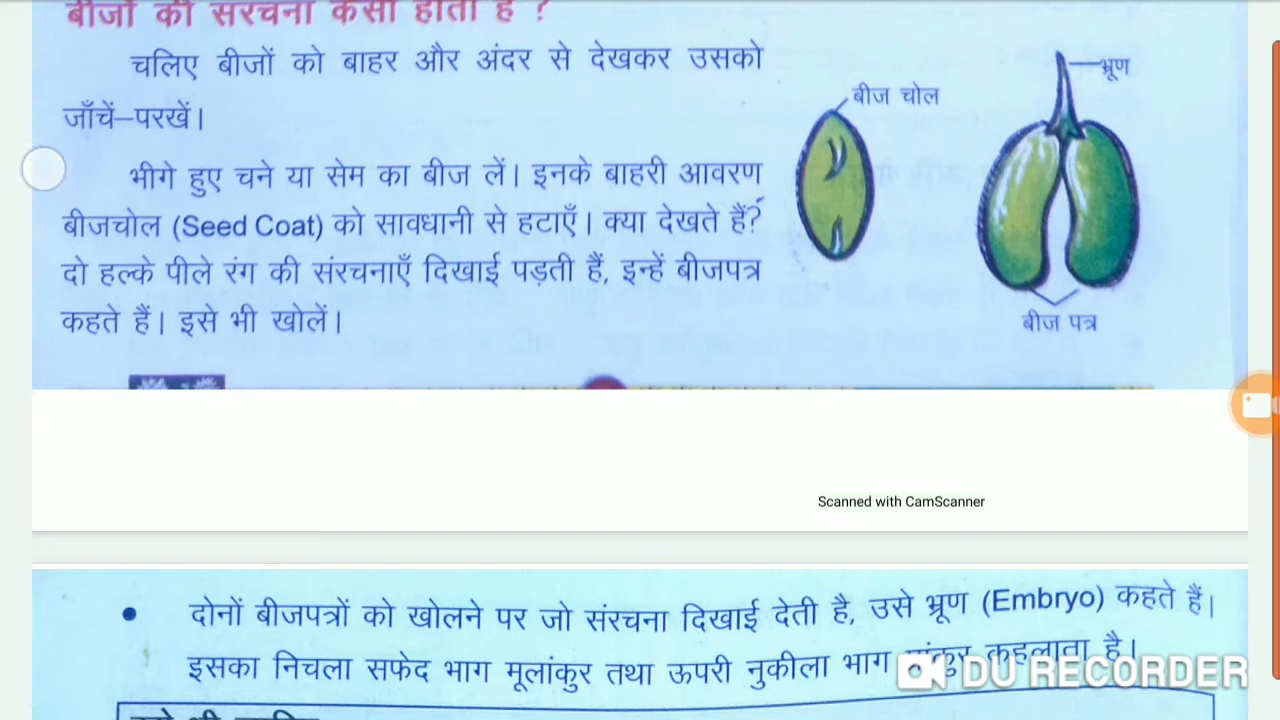 बीजों की संरचना कैसी होती है ?
चलिए बीजों को बाहर और अंदर से देखकर उसको
जाँचें–परखें।
भीगे हुए चने या सेम का बीज लें। इनके बाहरी आवरण
बीजचोल (Seed Coat) को सावधानी से हटाएँ। क्या देखते हैं?
दो हल्के पीले रंग की संरचनाएँ दिखाई पड़ती हैं, इन्हें बीजपत्र
कहते हैं। इसे भी खोलें।
बीज चोल
भ्रूण
बीज पत्र
Scanned with CamScanner
• दोनों बीजपत्रों को खोलने पर जो संरचना दिखाई देती है, उसे भ्रूण (Embryo) कहते हैं।
इसका निचला सफेद भाग मूलांकुर तथा ऊपरी नुकीला भाग कहलाता है।
DU RECORDER